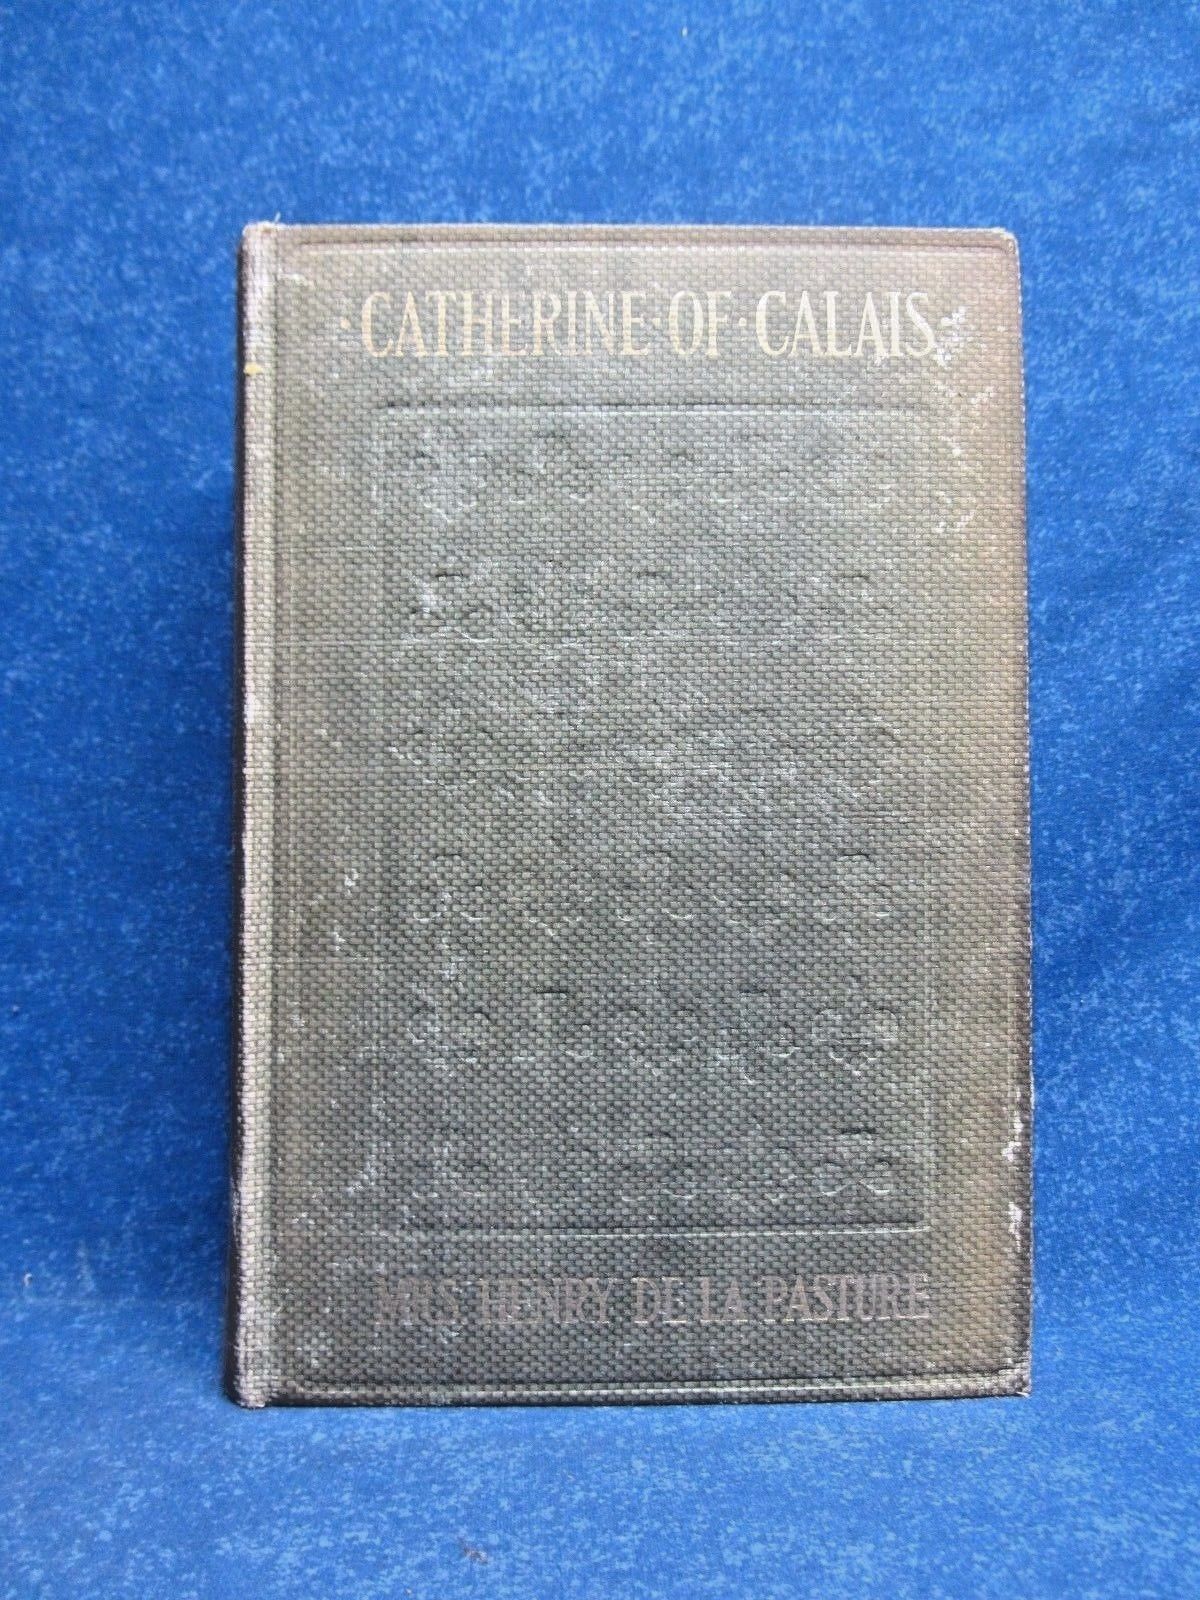 ·CATHERINE·OF·CALAIS·
MRS. HENRY DE LA PASTURE